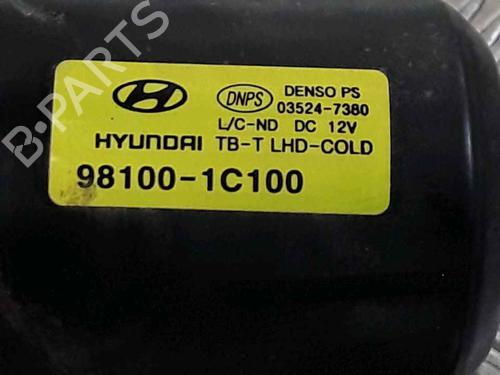 DNPS DENSO PS
03524-7380
L/C-ND DC 12V
HYUNDAI TB-T LHD-COLD
98100-1C100
B-PARTS